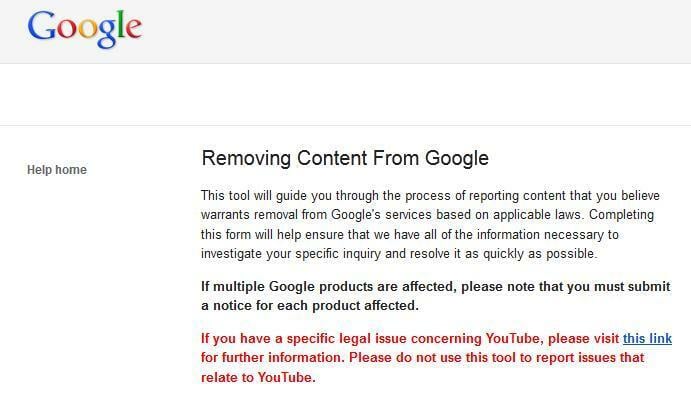 Google
Help home
Removing Content From Google
This tool will guide you through the process of reporting content that you believe
warrants removal from Google's services based on applicable laws. Completing
this form will help ensure that we have all of the information necessary to
investigate your specific inquiry and resolve it as quickly as possible.
If multiple Google products are affected, please note that you must submit
a notice for each product affected.
If you have a specific legal issue concerning YouTube, please visit this link
for further information. Please do not use this tool to report issues that
relate to YouTube.